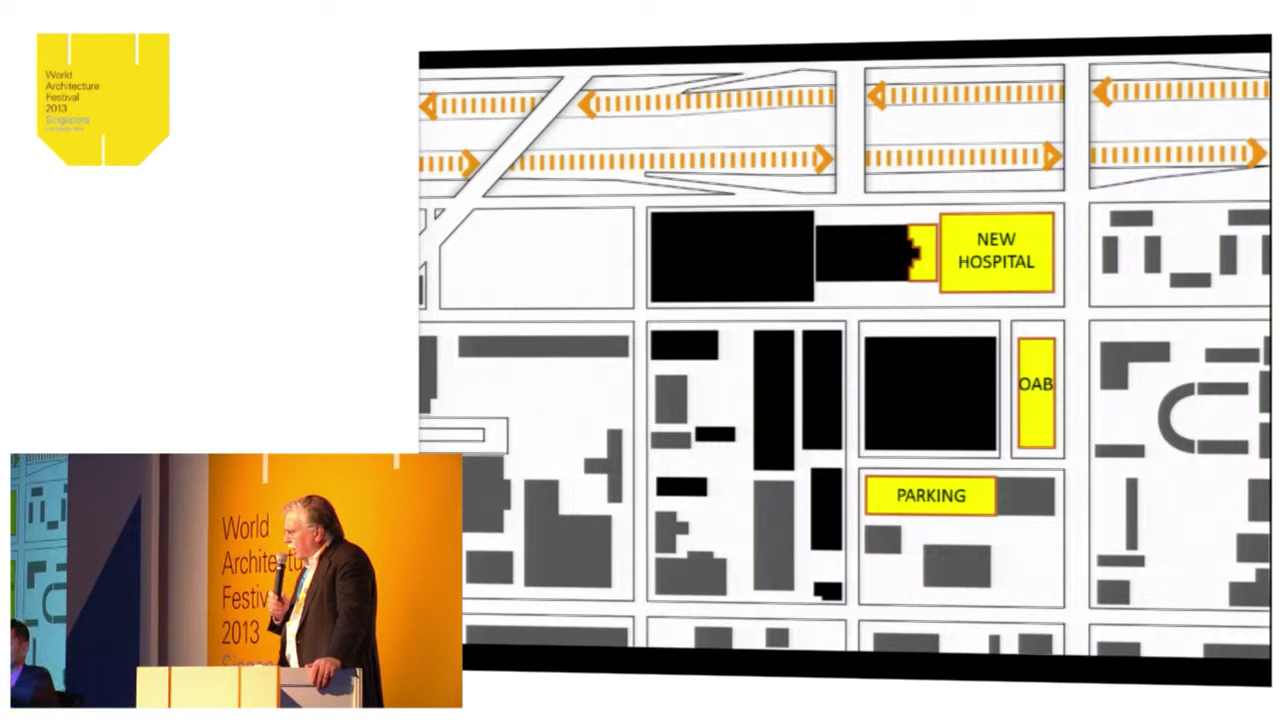 World
Architecture
Festival
2013
Singapore
NEW
HOSPITAL
OAB
PARKING
World
Architectu
Festiv
2013